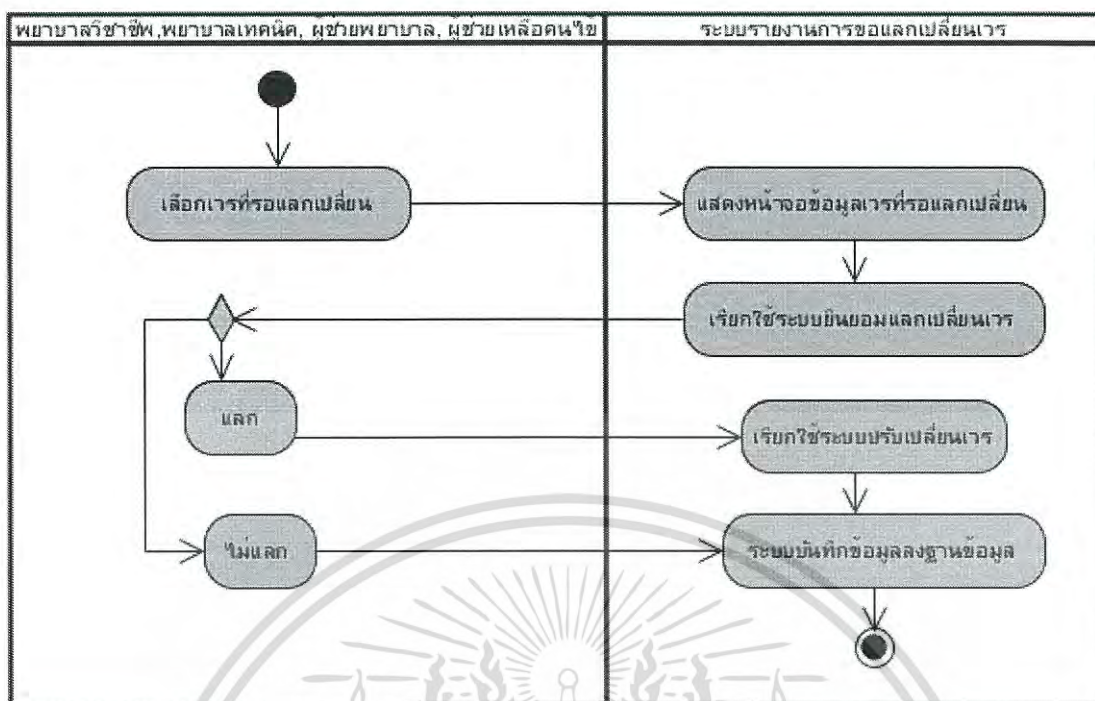 พยาบาลวิชาชีพ,พยาบาลเทคนิค, ผู้ช่วยพยาบาล, ผู้ช่วยเหลือคนไข้
ระบบรายงานการขอแลกเปลี่ยนเวร
เลือกเวรที่รอแลกเปลี่ยน
แสดงหน้าจอข้อมูลเวรที่รอแลกเปลี่ยน
เรียกใช้ระบบยินยอมแลกเปลี่ยนเวร
แลก
เรียกใช้ระบบปรับเปลี่ยนเวร
ไม่แลก
ระบบบันทึกข้อมูลลงฐานข้อมูล